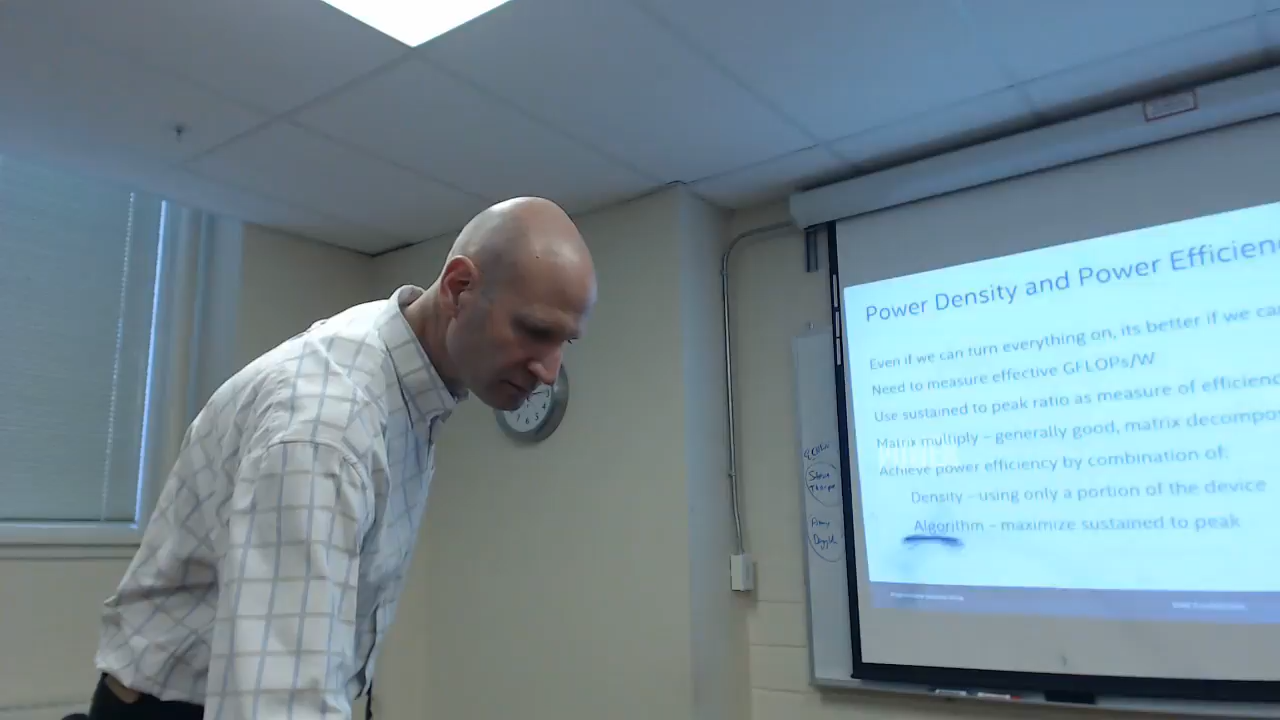 Power Density and Power Efficien
Even if we can turn everything on, its better if we ca
Need to measure effective GFLOPs/W
Use sustained to peak ratio as measure of efficienc
Matrix multiply – generally good, matrix decompo
POWER
Achieve power efficiency by combination of:
Density – using only a portion of the device
Algorithm – maximize sustained to peak